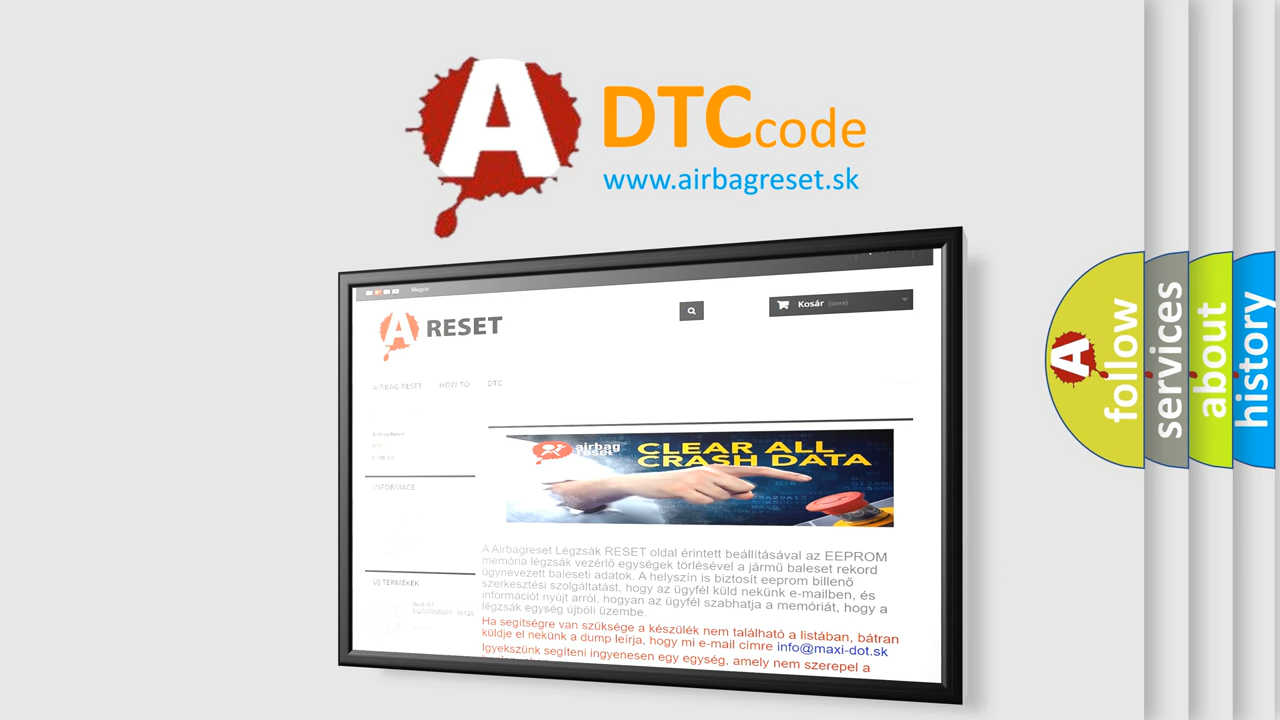 A
DTC code
www.airbagreset.sk
Magyar
A RESET
Kosár (üres)
AIRBAG RESET HOW TO DTC
INFORMACE
ÚJ TERMÉKEK
airbag
reset
CLEAR ALL
CRASH DATA
A Airbagreset Légzsák RESET oldal érintett beállításával az EEPROM
memória légzsák vezérlő egységek törlésével a jármű baleset rekord
úgynevezett baleseti adatok. A helyszín is biztosít eeprom billenő
szerkesztési szolgáltatást, hogy az ügyfél küld nekünk e-mailben, és
információt nyújt arról, hogyan az ügyfél szabhatja a memóriát, hogy a
légzsák egység újbóli üzembe.
Ha segítségre van szüksége a készülék nem található a listában, bátran
küldje el nekünk a dump leírja, hogy mi e-mail címre info@maxi-dot.sk
Igyekszünk segíteni ingyenesen egy egység, amely nem szerepel a
A
follow
services
about
history